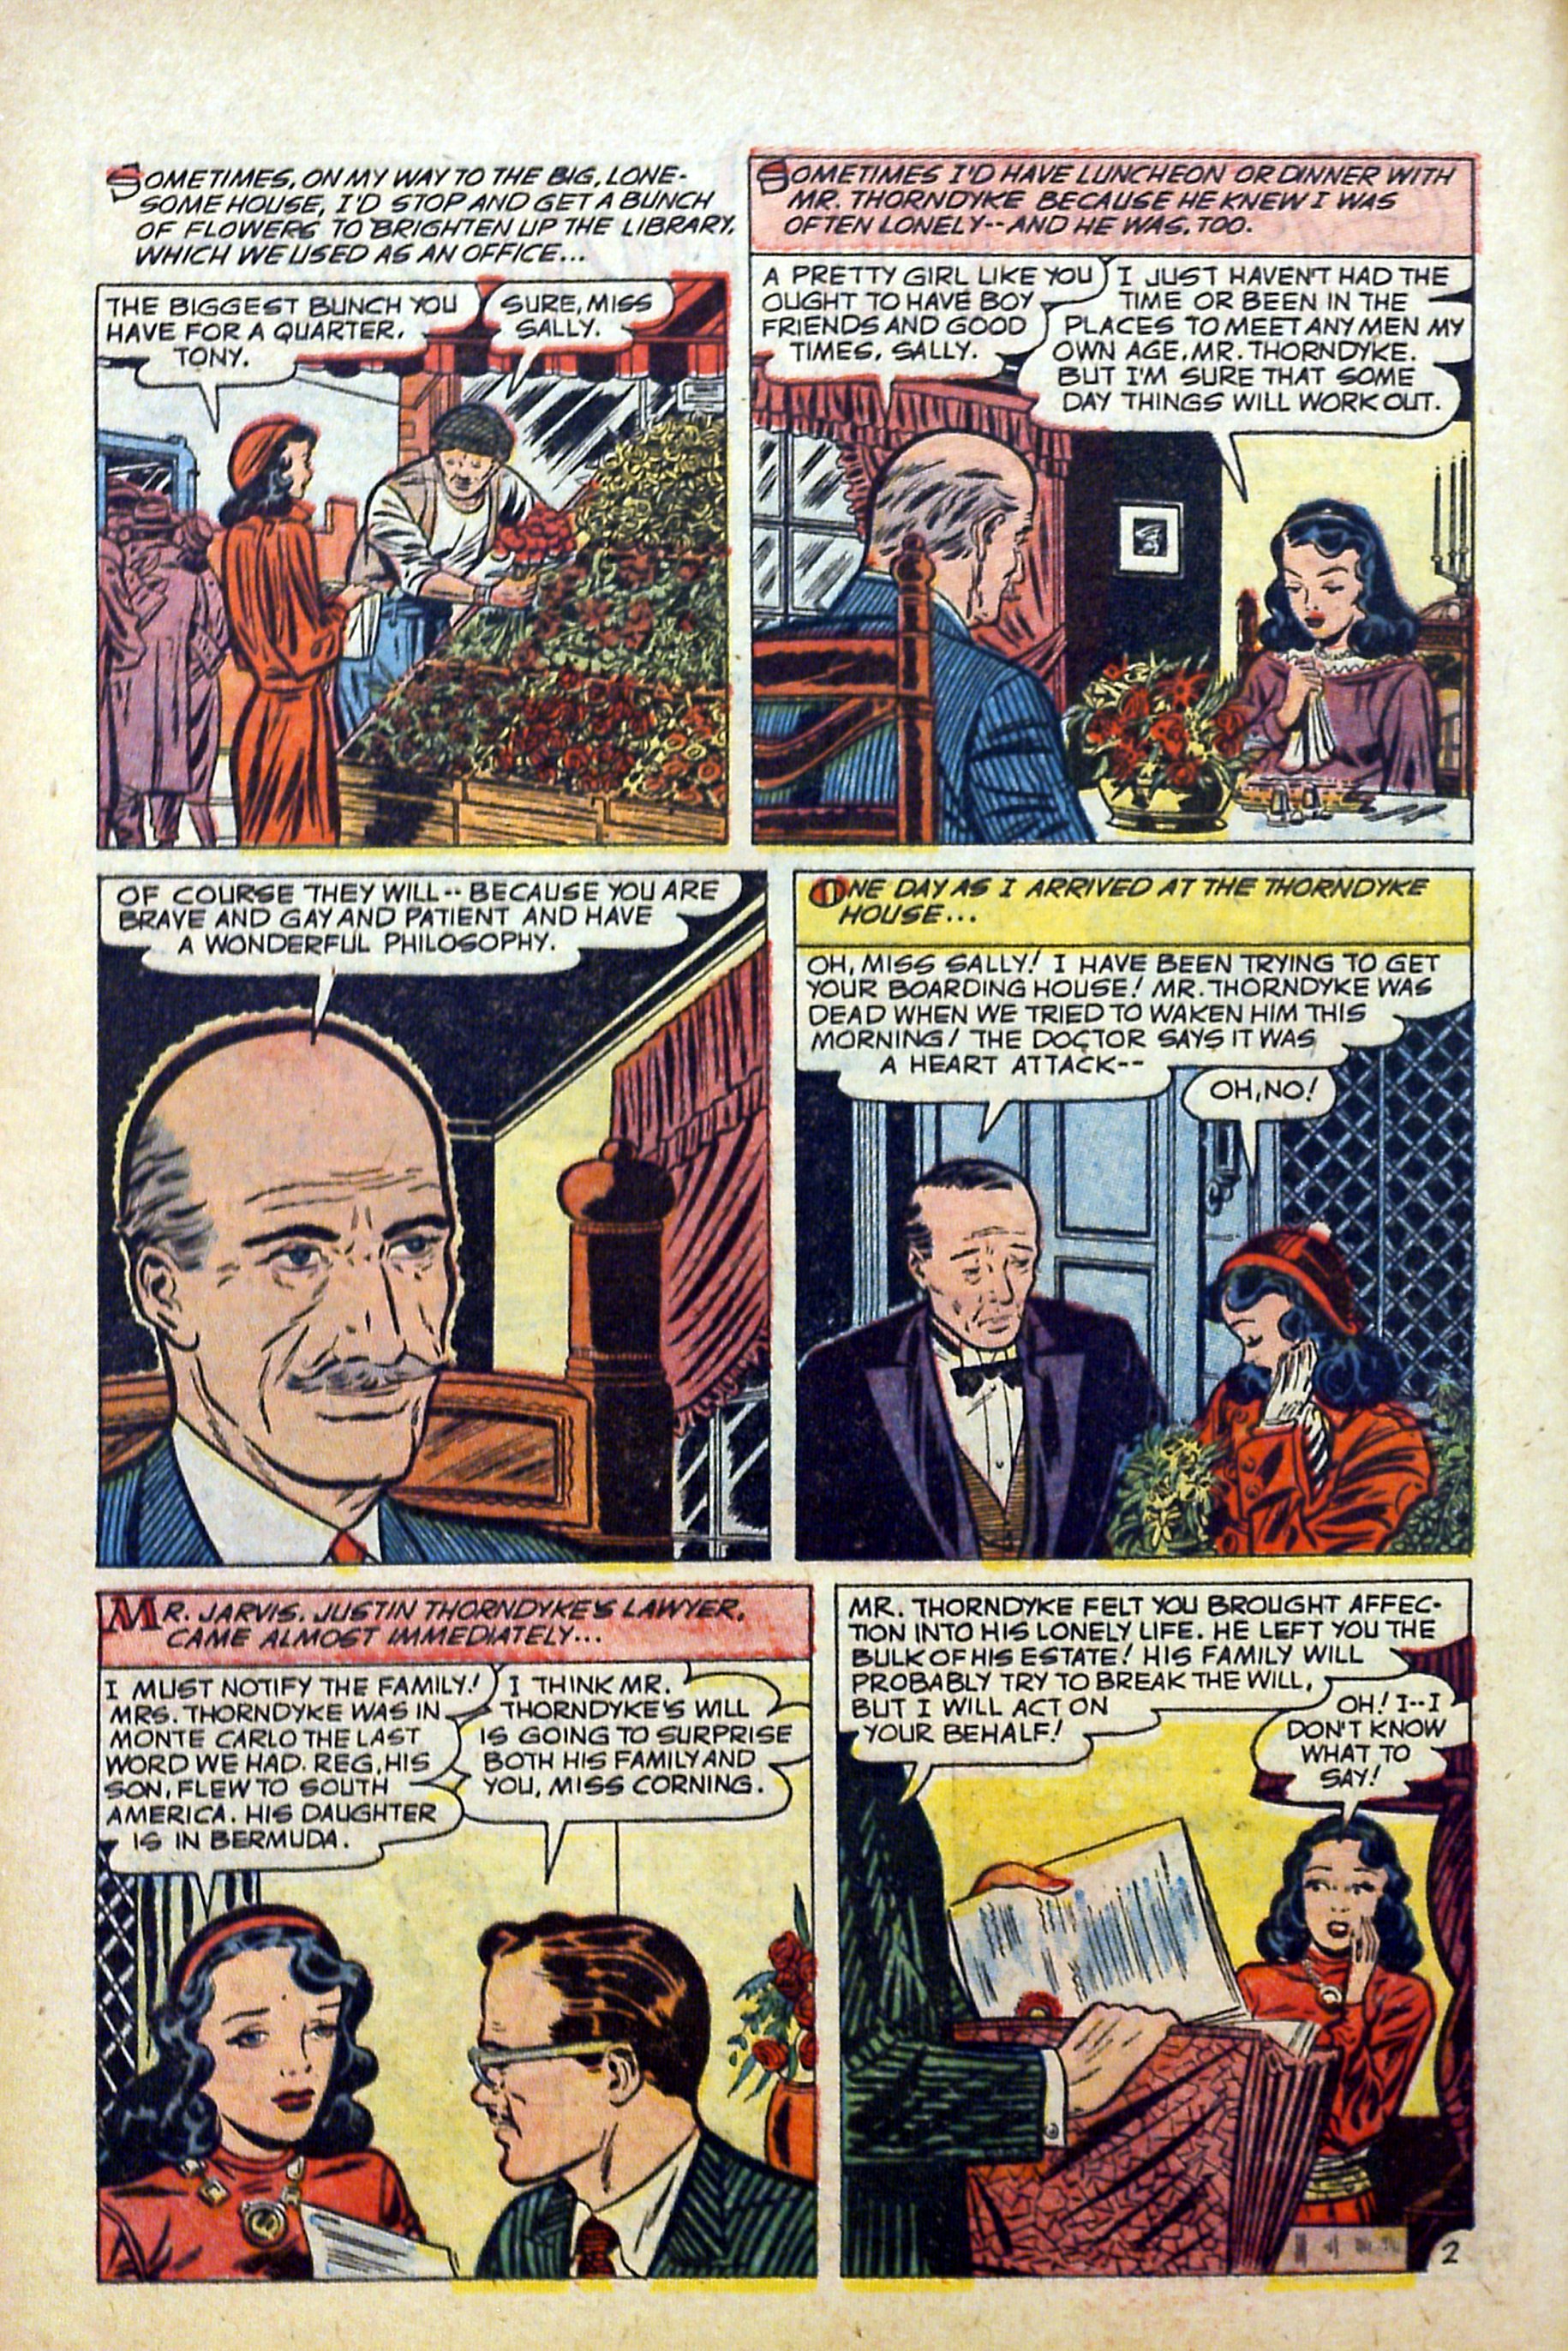 SOMETIMES, ON MY WAY TO THE BIG, LONE-
SOME HOUSE, I'D STOP AND GET A BUNCH
OF FLOWERS TO BRIGHTEN UP THE LIBRARY,
WHICH WE USED AS AN OFFICE...
THE BIGGEST BUNCH YOU
HAVE FOR A QUARTER,
TONY.
SURE, MISS
SALLY.
SOMETIMES I'D HAVE LUNCHEON OR DINNER WITH
MR. THORNDYKE BECAUSE HE KNEW I WAS
OFTEN LONELY--AND HE WAS, TOO.
A PRETTY GIRL LIKE YOU
OUGHT TO HAVE BOY
FRIENDS AND GOOD
TIMES, SALLY.
I JUST HAVEN'T HAD THE
TIME OR BEEN IN THE
PLACES TO MEET ANY MEN MY
OWN AGE, MR. THORNDYKE.
BUT I'M SURE THAT SOME
DAY THINGS WILL WORK OUT.
OF COURSE THEY WILL-- BECAUSE YOU ARE
BRAVE AND GAY AND PATIENT AND HAVE
A WONDERFUL PHILOSOPHY.
ONE DAY AS I ARRIVED AT THE THORNDYKE
HOUSE...
OH, MISS SALLY! I HAVE BEEN TRYING TO GET
YOUR BOARDING HOUSE! MR. THORNDYKE WAS
DEAD WHEN WE TRIED TO WAKEN HIM THIS
MORNING! THE DOCTOR SAYS IT WAS
A HEART ATTACK--
OH, NO!
MR. JARVIS, JUSTIN THORNDYKE'S LAWYER,
CAME ALMOST IMMEDIATELY...
I MUST NOTIFY THE FAMILY!
MRS. THORNDYKE WAS IN
MONTE CARLO THE LAST
WORD WE HAD. REG, HIS
SON, FLEW TO SOUTH
AMERICA. HIS DAUGHTER
IS IN BERMUDA.
I THINK MR.
THORNDYKE'S WILL
IS GOING TO SURPRISE
BOTH HIS FAMILY AND
YOU, MISS CORNING.
MR. THORNDYKE FELT YOU BROUGHT AFFEC-
TION INTO HIS LONELY LIFE. HE LEFT YOU THE
BULK OF HIS ESTATE! HIS FAMILY WILL
PROBABLY TRY TO BREAK THE WILL,
BUT I WILL ACT ON
YOUR BEHALF!
OH! I--I
DON'T KNOW
WHAT TO
SAY!
2